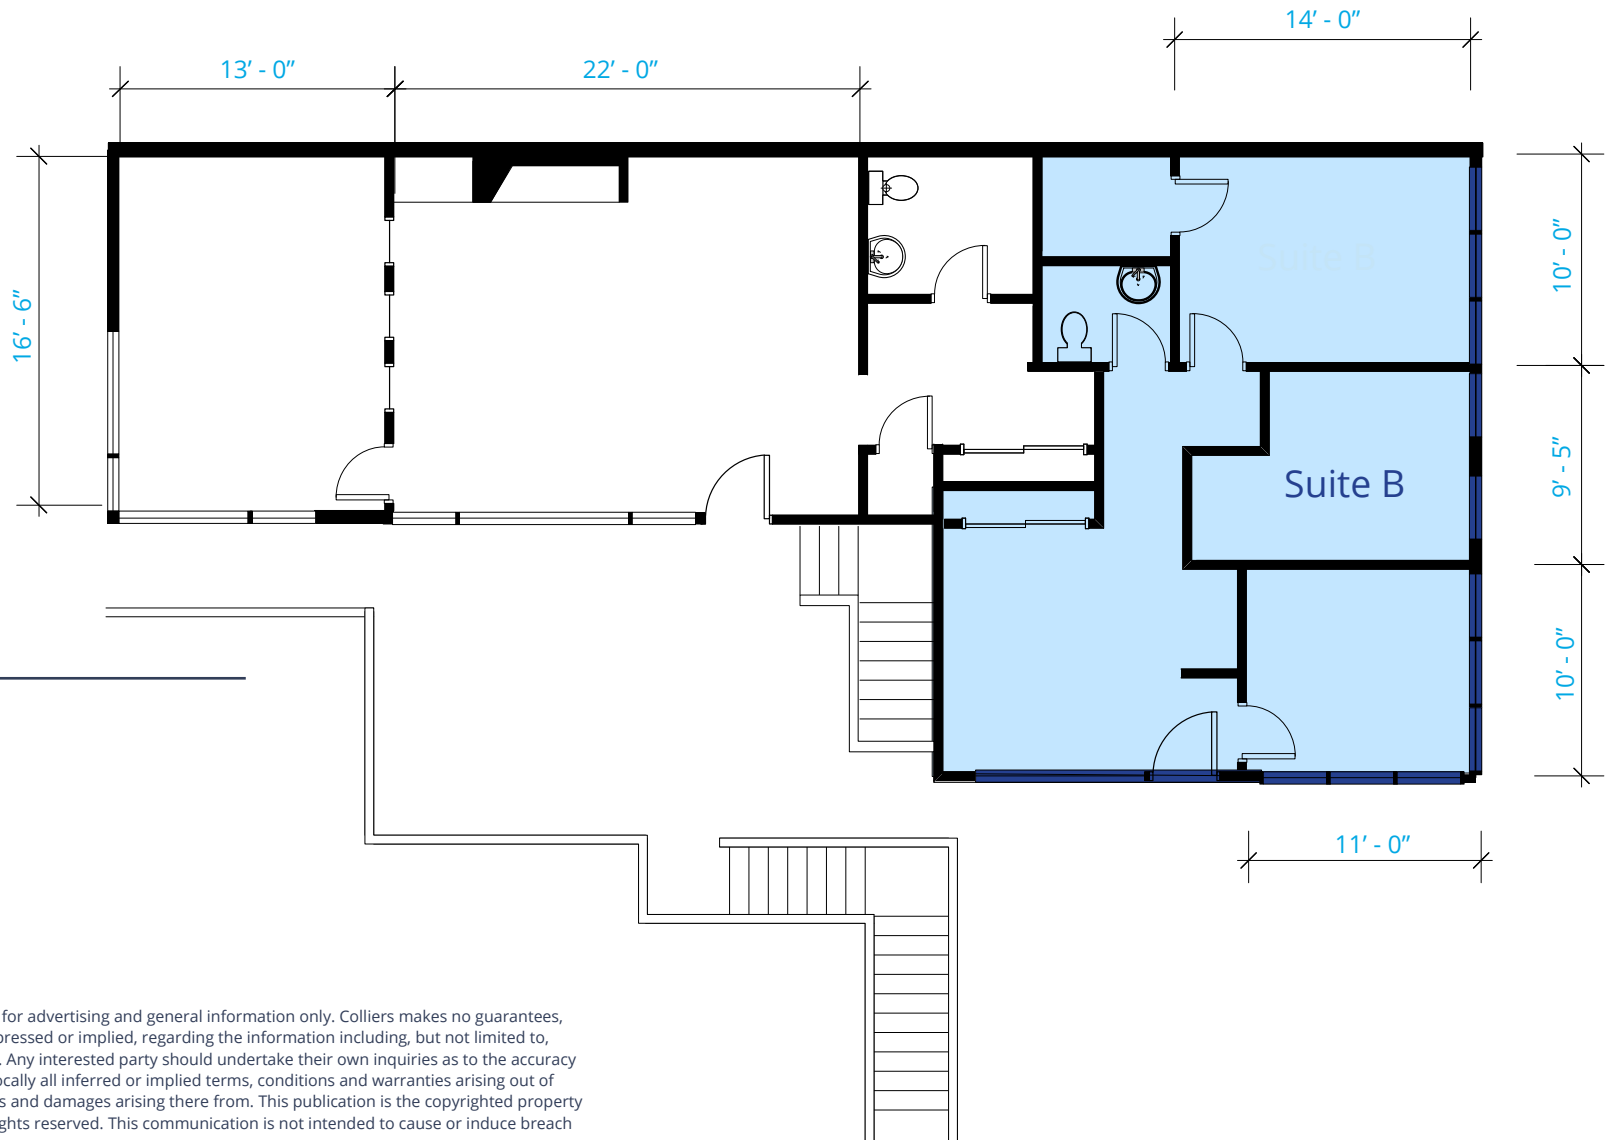 14’ - 0”
13’ - 0”
22’ - 0”
16’ - 6”
10’ - 0”
Suite B
9’ - 5”
Suite B
10’ - 0”
11’ - 0”
for advertising and general information only. Colliers makes no guarantees,
pressed or implied, regarding the information including, but not limited to,
. Any interested party should undertake their own inquiries as to the accuracy
ocally all inferred or implied terms, conditions and warranties arising out of
s and damages arising there from. This publication is the copyrighted property
ghts reserved. This communication is not intended to cause or induce breach